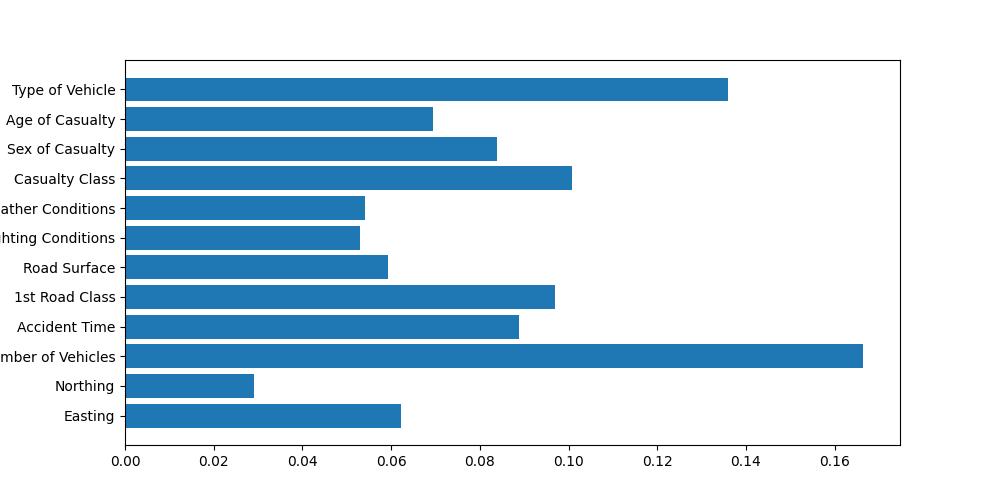 Type of Vehicle
Age of Casualty
Sex of Casualty
Casualty Class
ather Conditions
hting Conditions
Road Surface
1st Road Class
Accident Time
mber of Vehicles
Northing
Easting
0.00 0.02 0.04 0.06 0.08 0.10 0.12 0.14 0.16